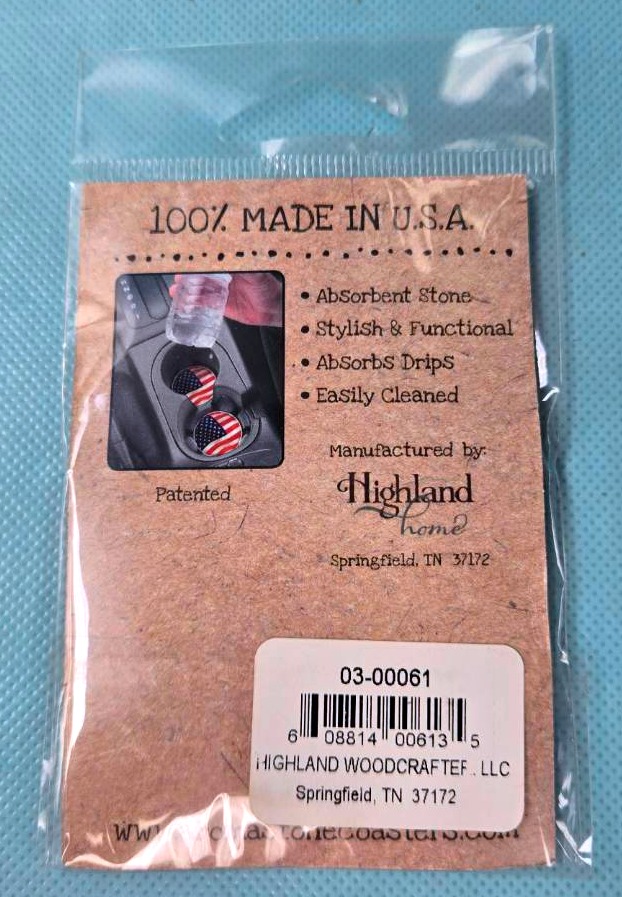 100% MADE IN U.S.A.
• Absorbent Stone
• Stylish & Functional
• Absorbs Drips
• Easily Cleaned
Manufactured by:
Highland
home
Patented
Springfield, TN 37172
03-00061
6 08814 00613 5
HIGHLAND WOODCRAFTER LLC
Springfield, TN 37172